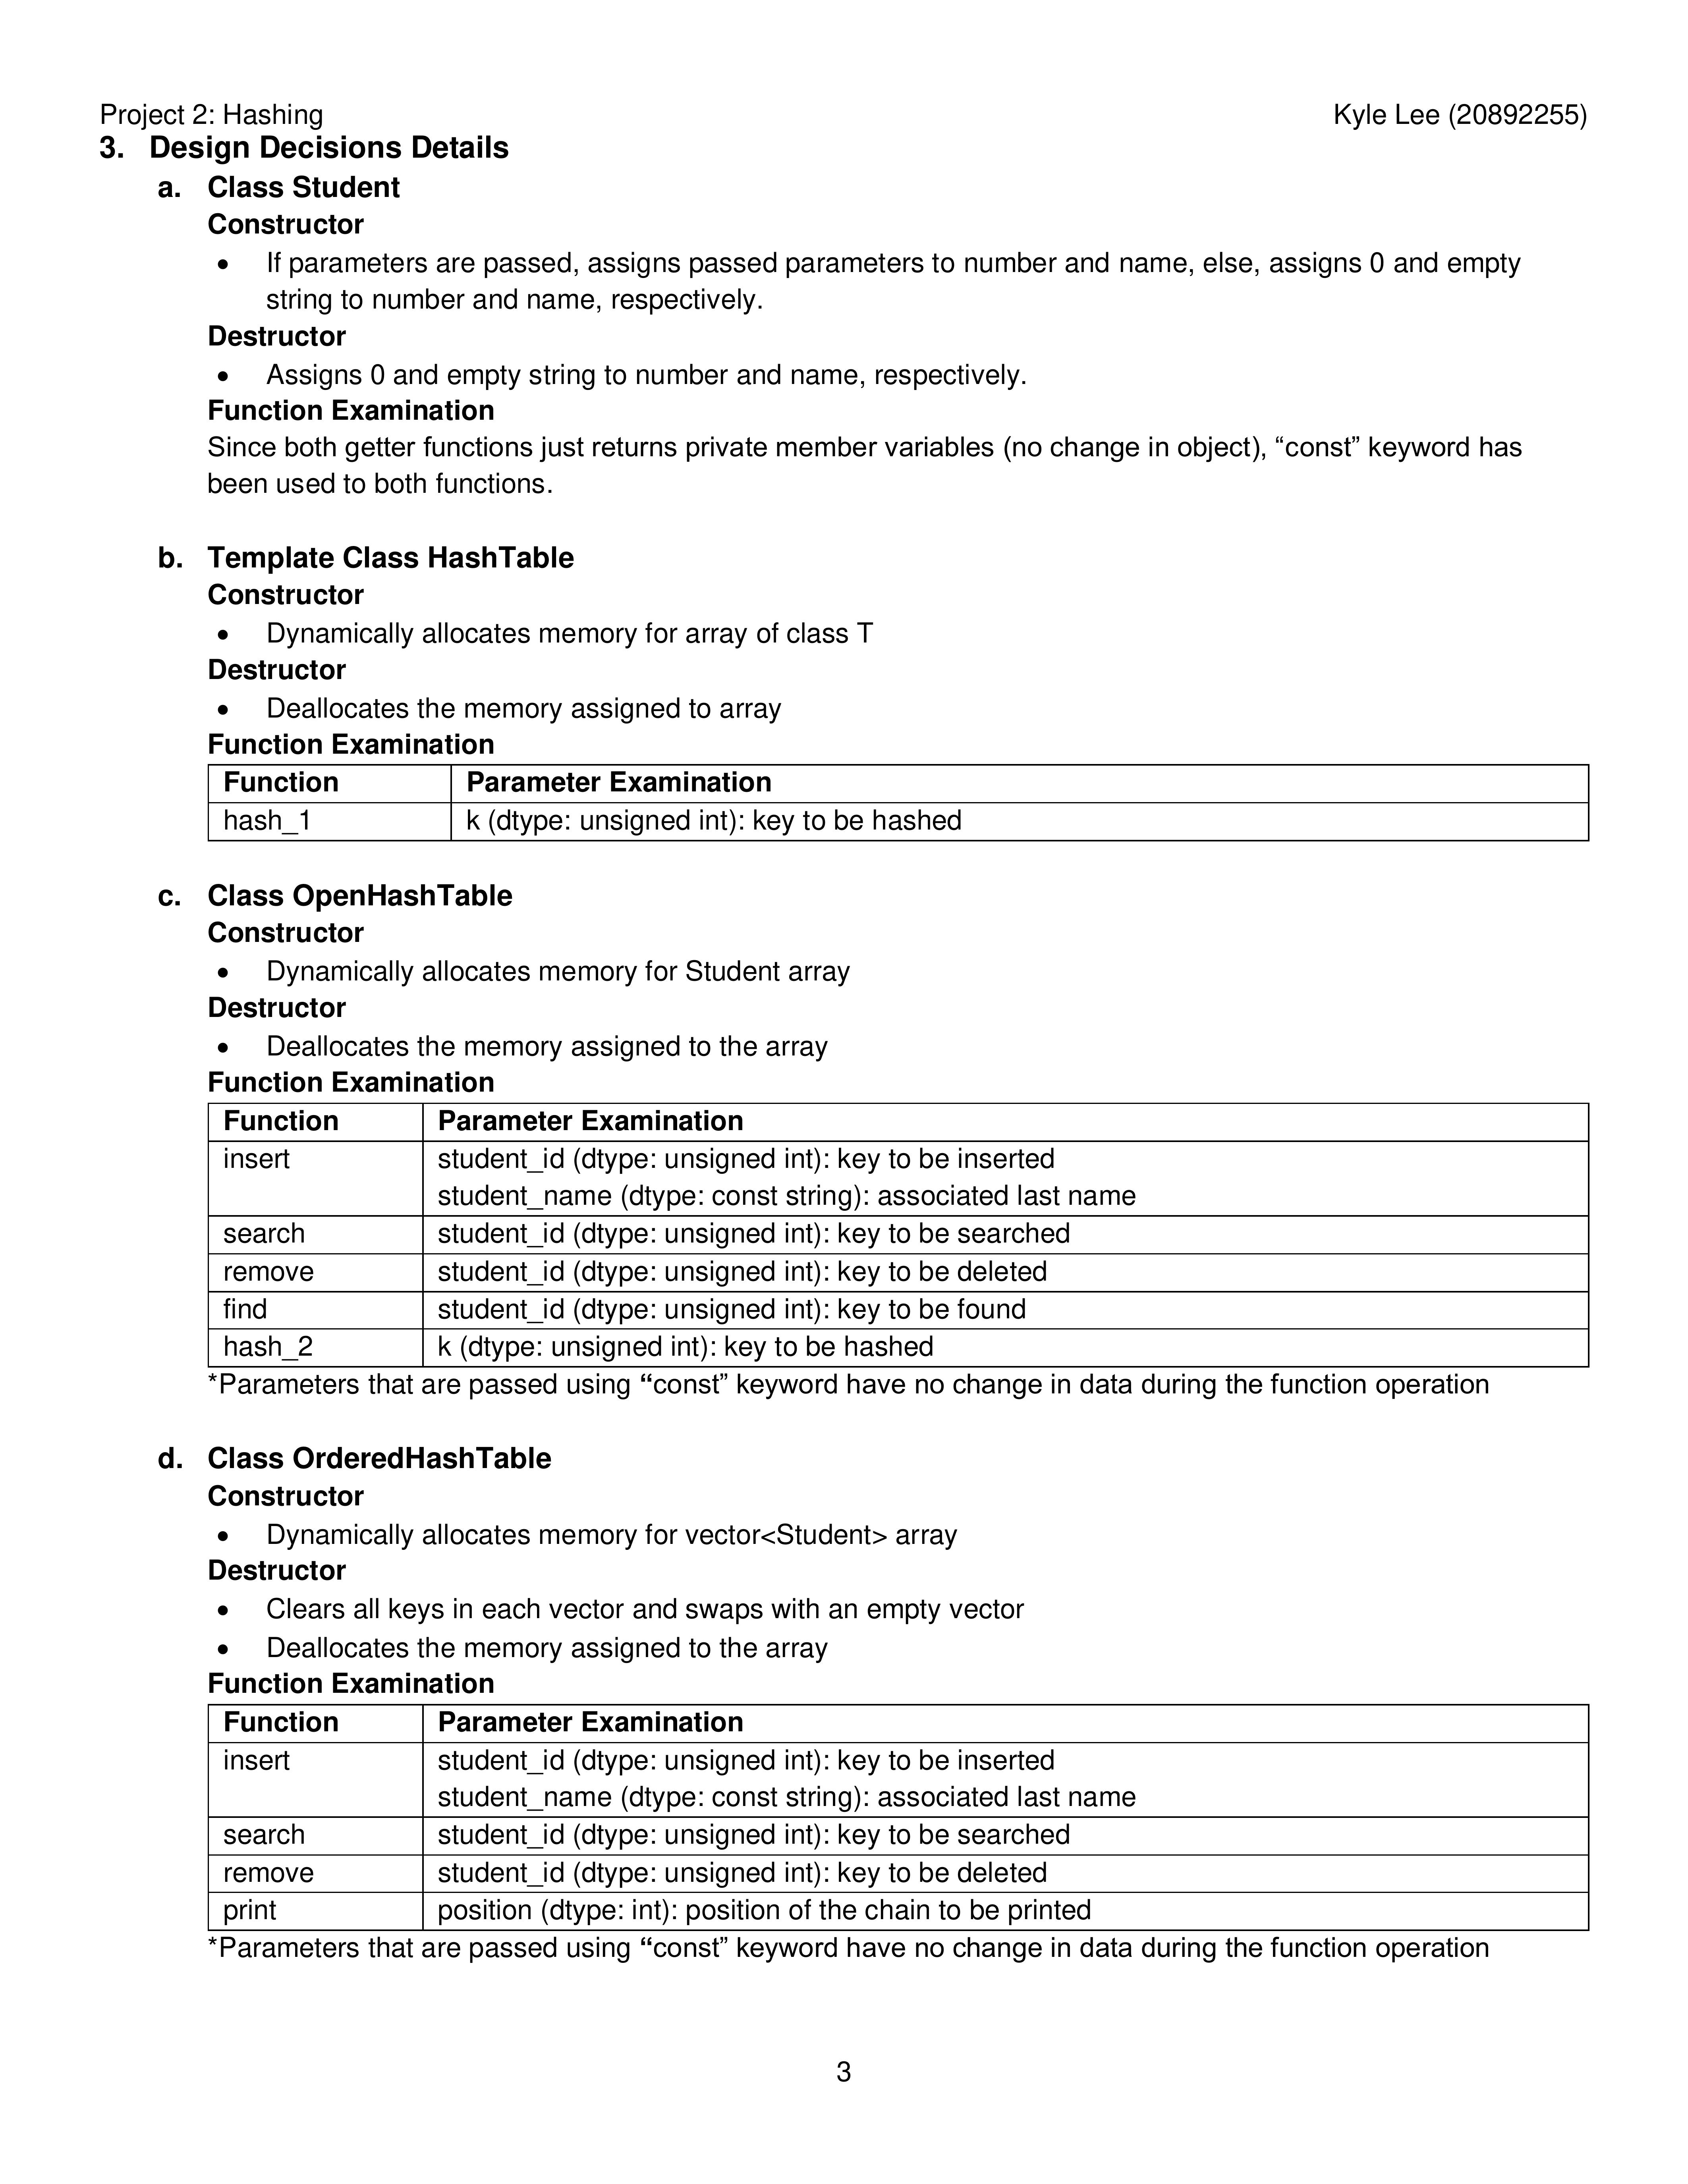 Project 2: Hashing Kyle Lee (20892255)
3. Design Decisions Details
a. Class Student
Constructor
• If parameters are passed, assigns passed parameters to number and name, else, assigns 0 and empty
string to number and name, respectively.
Destructor
• Assigns 0 and empty string to number and name, respectively.
Function Examination
Since both getter functions just returns private member variables (no change in object), “const” keyword has
been used to both functions.
b. Template Class HashTable
Constructor
• Dynamically allocates memory for array of class T
Destructor
• Deallocates the memory assigned to array
Function Examination
Function Parameter Examination
hash_1 k (dtype: unsigned int): key to be hashed
c. Class OpenHashTable
Constructor
• Dynamically allocates memory for Student array
Destructor
• Deallocates the memory assigned to the array
Function Examination
Function Parameter Examination
insert student_id (dtype: unsigned int): key to be inserted
student_name (dtype: const string): associated last name
search student_id (dtype: unsigned int): key to be searched
remove student_id (dtype: unsigned int): key to be deleted
find student_id (dtype: unsigned int): key to be found
hash_2 k (dtype: unsigned int): key to be hashed
*Parameters that are passed using “const” keyword have no change in data during the function operation
d. Class OrderedHashTable
Constructor
• Dynamically allocates memory for vector<Student> array
Destructor
• Clears all keys in each vector and swaps with an empty vector
• Deallocates the memory assigned to the array
Function Examination
Function Parameter Examination
insert student_id (dtype: unsigned int): key to be inserted
student_name (dtype: const string): associated last name
search student_id (dtype: unsigned int): key to be searched
remove student_id (dtype: unsigned int): key to be deleted
print position (dtype: int): position of the chain to be printed
*Parameters that are passed using “const” keyword have no change in data during the function operation
3